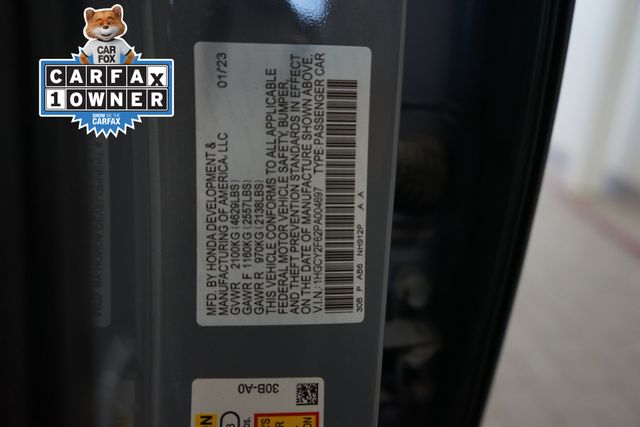 CAR
FOX
CARFAX
1 OWNER
SHOW ME THE
CARFAX
MFD. BY HONDA DEVELOPMENT &
MANUFACTURING OF AMERICA, LLC 01/23
GVWR 2100KG (4629LBS)
GAWR F 1160KG (2557LBS)
GAWR R 970KG (2138LBS)
THIS VEHICLE CONFORMS TO ALL APPLICABLE
FEDERAL MOTOR VEHICLE SAFETY, BUMPER,
AND THEFT PREVENTION STANDARDS IN EFFECT
ON THE DATE OF MANUFACTURE SHOWN ABOVE.
V.I.N.: 1HGCY2F62PA004697 TYPE: PASSENGER CAR
30B P AB6 NH912P A A
30B-A0